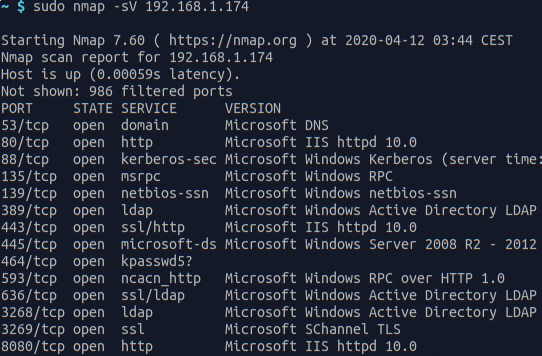 ~ $ sudo nmap -sV 192.168.1.174
Starting Nmap 7.60 ( https://nmap.org ) at 2020-04-12 03:44 CEST
Nmap scan report for 192.168.1.174
Host is up (0.00059s latency).
Not shown: 986 filtered ports
PORT     STATE SERVICE      VERSION
53/tcp   open  domain       Microsoft DNS
80/tcp   open  http         Microsoft IIS httpd 10.0
88/tcp   open  kerberos-sec Microsoft Windows Kerberos (server time:
135/tcp  open  msrpc        Microsoft Windows RPC
139/tcp  open  netbios-ssn  Microsoft Windows netbios-ssn
389/tcp  open  ldap         Microsoft Windows Active Directory LDAP
443/tcp  open  ssl/http     Microsoft IIS httpd 10.0
445/tcp  open  microsoft-ds Microsoft Windows Server 2008 R2 - 2012
464/tcp  open  kpasswd5?
593/tcp  open  ncacn_http   Microsoft Windows RPC over HTTP 1.0
636/tcp  open  ssl/ldap     Microsoft Windows Active Directory LDAP
3268/tcp open  ldap         Microsoft Windows Active Directory LDAP
3269/tcp open  ssl          Microsoft SChannel TLS
8080/tcp open  http         Microsoft IIS httpd 10.0